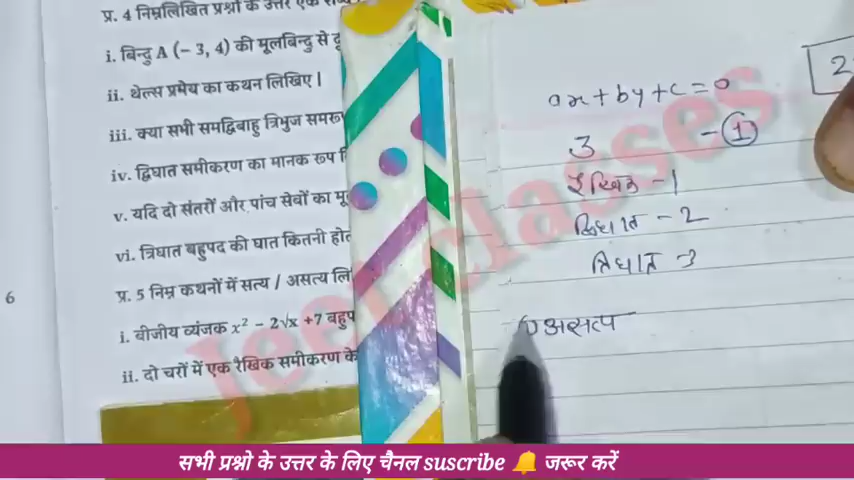 प्र. 4 निम्नलिखित प्रश्नों के उत्तर एक
i. बिन्दु A (– 3, 4) की मूलबिन्दु से
ii. थेल्स प्रमेय का कथन लिखिए |
iii. क्या सभी समद्विबाहु त्रिभुज समरू
iv. द्विघात समीकरण का मानक रूप
v. यदि दो संतरों और पांच सेवों का मू
vi. त्रिघात बहुपद की घात कितनी हो
प्र. 5 निम्न कथनों में सत्य / असत्य लि
i. बीजीय व्यंजक x² – 2√x +7 बहुप
ii. दो चरों में एक रैखिक समीकरण के
6
ax+by+c=0
3 – 1
रैखिक – 1
द्विघात – 2
त्रिघात – 3
असत्य
2
Jeet classes
सभी प्रश्नो के उत्तर के लिए चैनल suscribe 🔔 जरूर करें